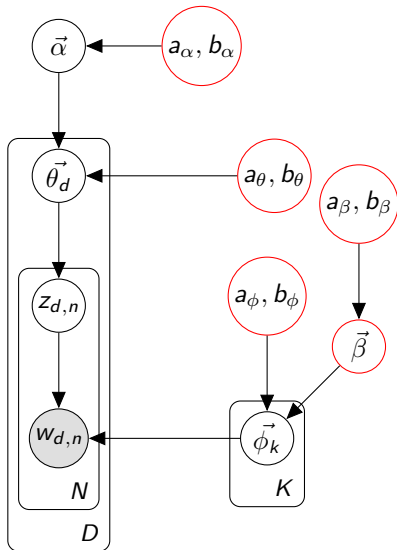 α⃗
a_α, b_α
θ⃗_d
a_θ, b_θ
a_β, b_β
z_{d,n}
a_ϕ, b_ϕ
β⃗
w_{d,n}
ϕ⃗_k
N
K
D